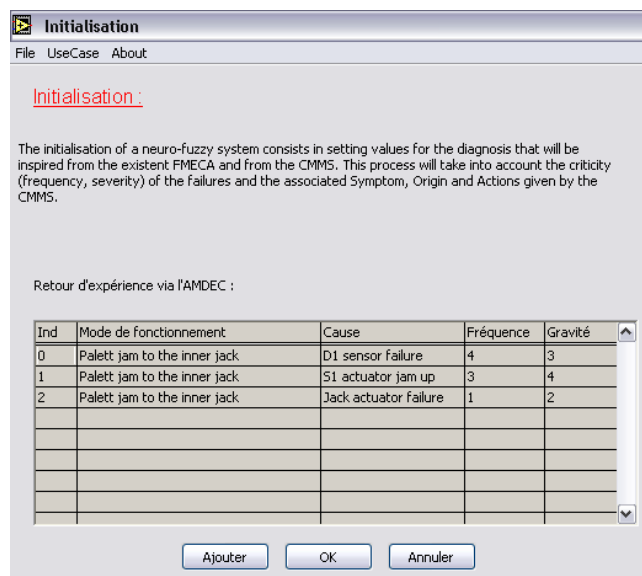 Initialisation
File UseCase About
Initialisation :
The initialisation of a neuro-fuzzy system consists in setting values for the diagnosis that will be
inspired from the existent FMECA and from the CMMS. This process will take into account the criticity
(frequency, severity) of the failures and the associated Symptom, Origin and Actions given by the
CMMS.
Retour d'expérience via l'AMDEC :
Ind Mode de fonctionnement Cause Fréquence Gravité
0 Palett jam to the inner jack D1 sensor failure 4 3
1 Palett jam to the inner jack S1 actuator jam up 3 4
2 Palett jam to the inner jack Jack actuator failure 1 2
Ajouter OK Annuler